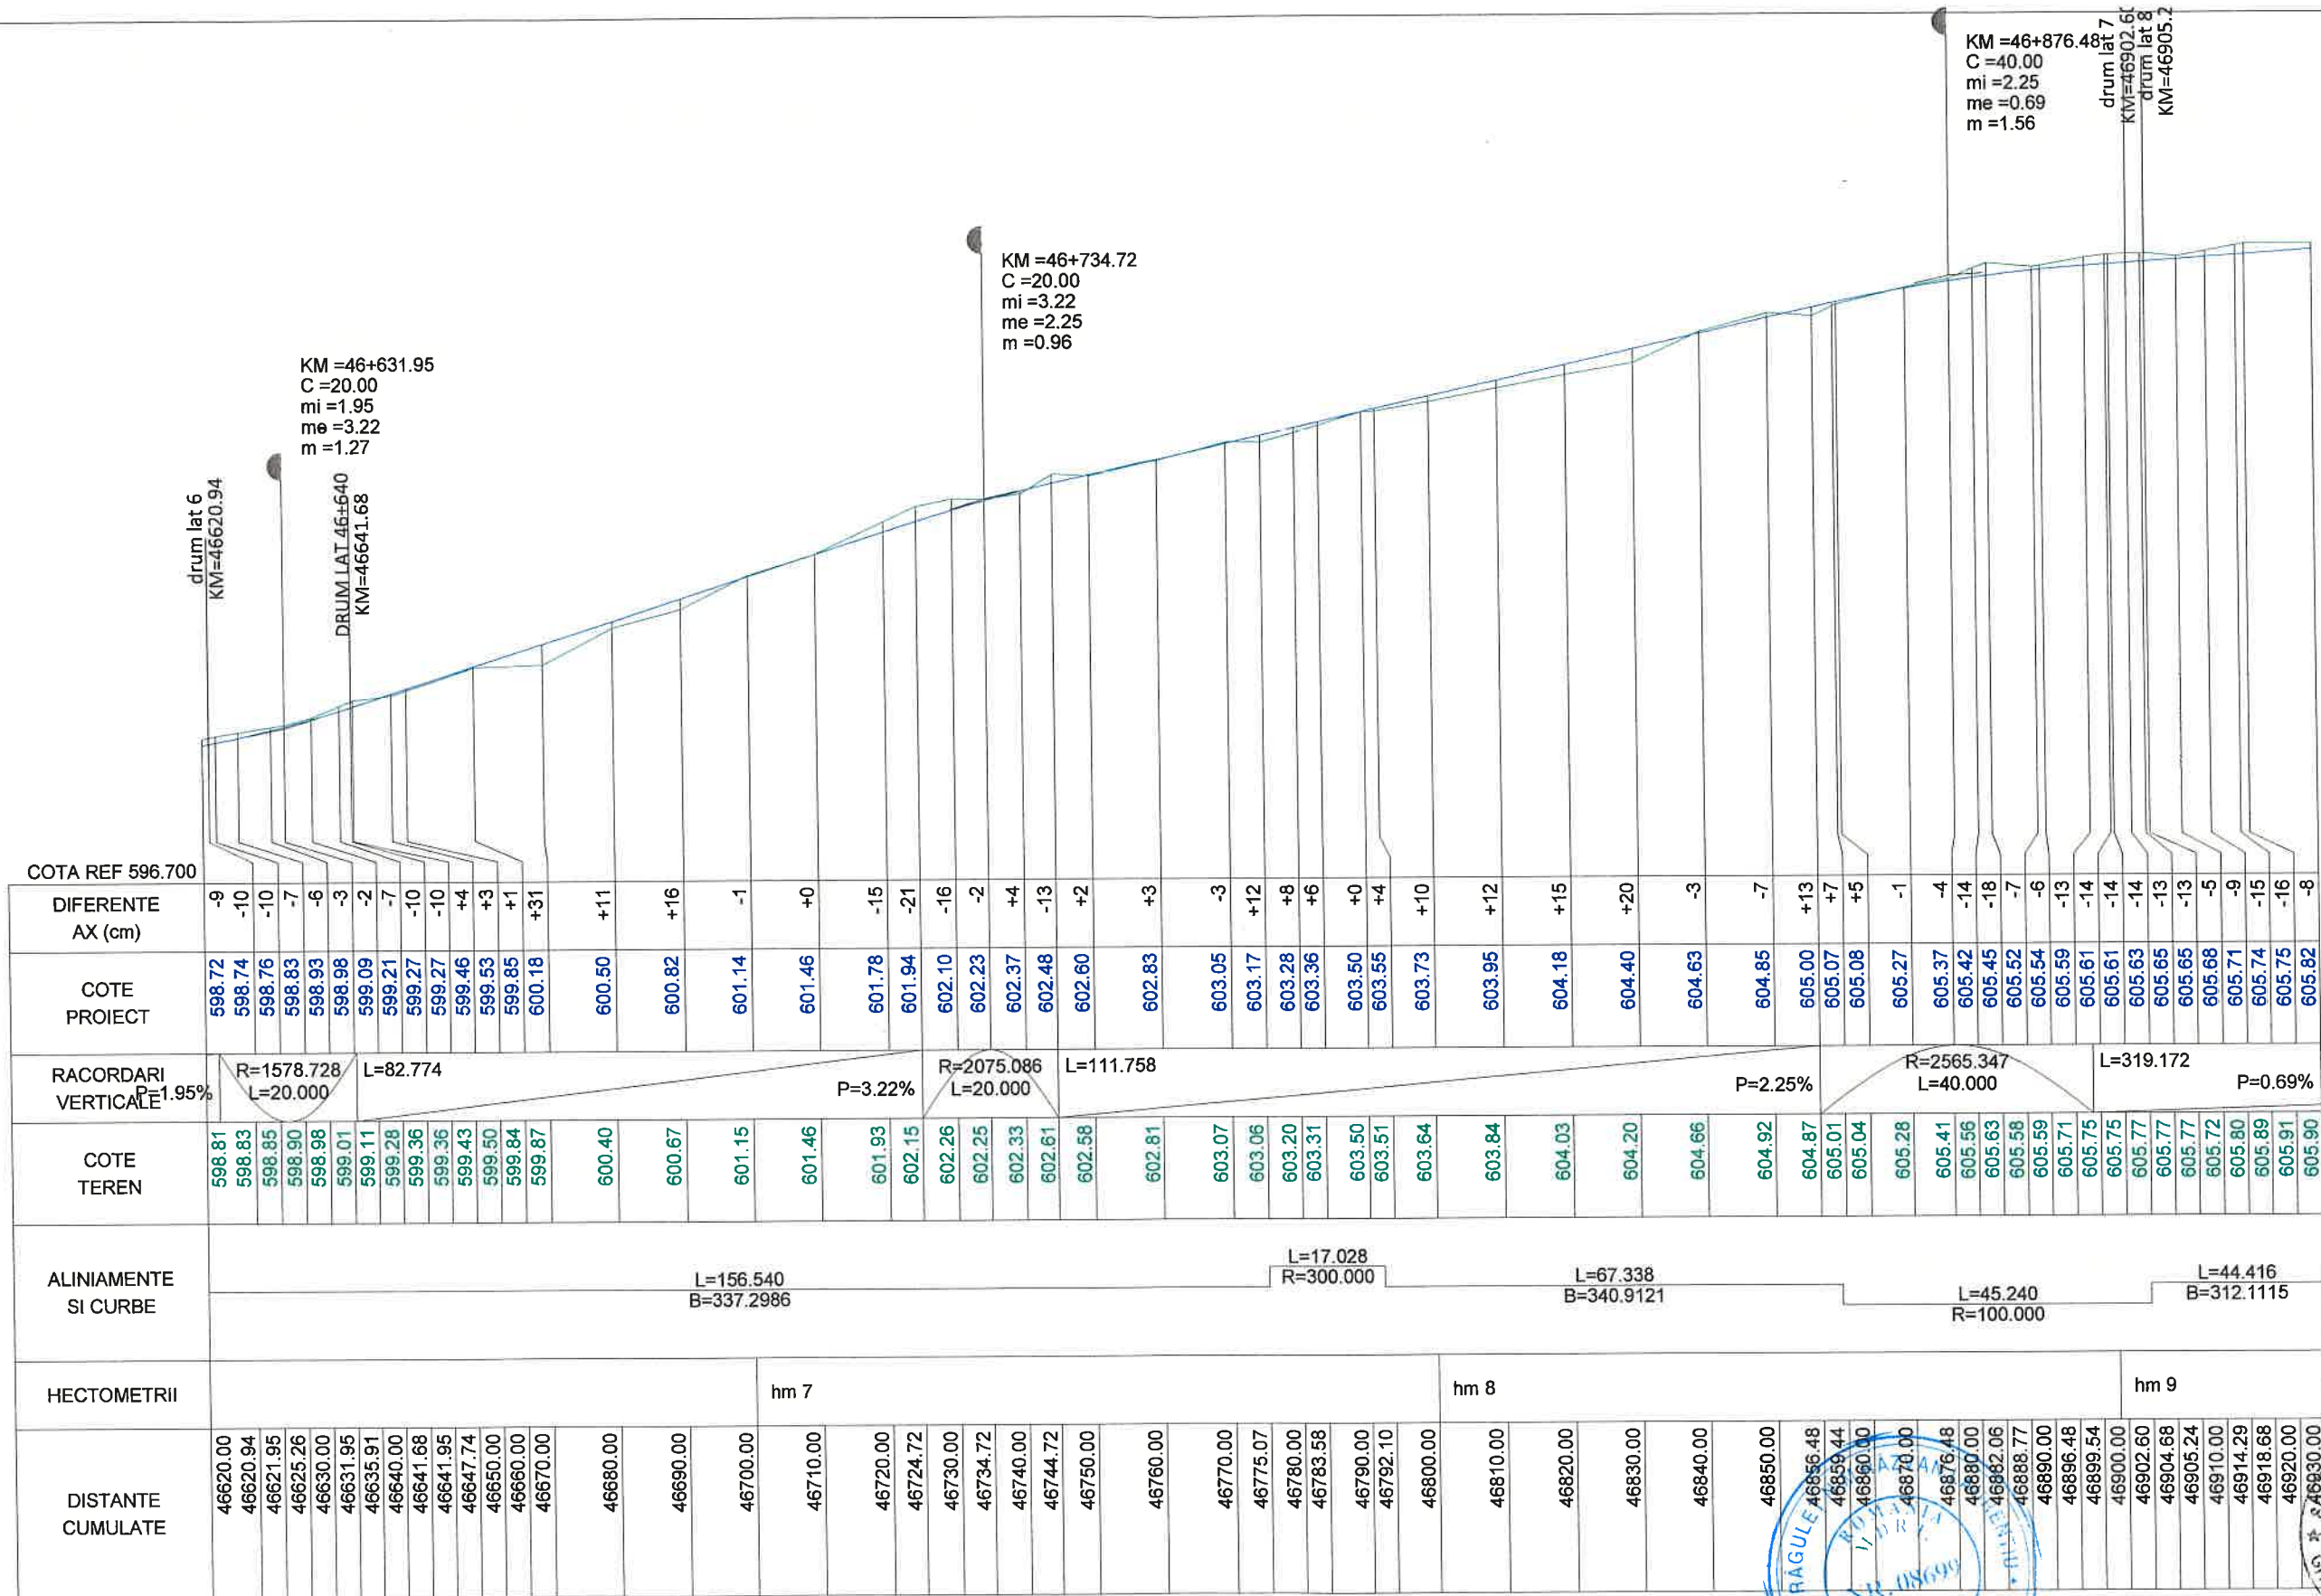 KM =46+876.48
C =40.00
mi =2.25
me =0.69
m =1.56
drum lat 7
KM=46902.60
drum lat 8
KM=46905.2
KM =46+734.72
C =20.00
mi =3.22
me =2.25
m =0.96
KM =46+631.95
C =20.00
mi =1.95
me =3.22
m =1.27
drum lat 6
KM=46620.94
DRUM LAT 46+640
KM=46641.68
COTA REF 596.700
DIFERENTE
AX (cm)
-9 -10 -10 -7 -6 -3 -2 -7 -10 -10 +4 +3 +1 +31 +11 +16 -1 +0 -15 -21 -16 -2 +4 -13 +2 +3 -3 +12 +8 +6 +0 +4 +10 +12 +15 +20 -3 -7 +13 +7 +5 -1 -4 -14 -18 -7 -6 -13 -14 -14 -14 -13 -13 -5 -9 -15 -16 -8
COTE
PROIECT
598.72 598.74 598.76 598.83 598.93 598.98 599.09 599.21 599.27 599.27 599.46 599.53 599.85 600.18 600.50 600.82 601.14 601.46 601.78 601.94 602.10 602.23 602.37 602.48 602.60 602.83 603.05 603.17 603.28 603.36 603.50 603.55 603.73 603.95 604.18 604.40 604.63 604.85 605.00 605.07 605.08 605.27 605.37 605.42 605.45 605.52 605.54 605.59 605.61 605.61 605.63 605.65 605.65 605.68 605.71 605.74 605.75 605.82
RACORDARI
VERTICALE
P=1.95%
R=1578.728
L=20.000
L=82.774
P=3.22%
R=2075.086
L=20.000
L=111.758
P=2.25%
R=2565.347
L=40.000
L=319.172
P=0.69%
COTE
TEREN
598.81 598.83 598.85 598.90 598.98 599.01 599.11 599.28 599.36 599.36 599.43 599.50 599.84 599.87 600.40 600.67 601.15 601.46 601.93 602.15 602.26 602.25 602.33 602.61 602.58 602.81 603.07 603.06 603.20 603.31 603.50 603.51 603.64 603.84 604.03 604.20 604.66 604.92 604.87 605.01 605.04 605.28 605.41 605.56 605.63 605.58 605.59 605.71 605.75 605.75 605.77 605.77 605.77 605.72 605.80 605.89 605.91 605.90
ALINIAMENTE
SI CURBE
L=156.540
B=337.2986
L=17.028
R=300.000
L=67.338
B=340.9121
L=45.240
R=100.000
L=44.416
B=312.1115
HECTOMETRII
hm 7
hm 8
hm 9
DISTANTE
CUMULATE
46620.00 46620.94 46621.95 46625.26 46630.00 46631.95 46635.91 46640.00 46641.68 46641.95 46647.74 46650.00 46660.00 46670.00 46680.00 46690.00 46700.00 46710.00 46720.00 46724.72 46730.00 46734.72 46740.00 46744.72 46750.00 46760.00 46770.00 46775.07 46780.00 46783.58 46790.00 46792.10 46800.00 46810.00 46820.00 46830.00 46840.00 46850.00 46856.48 46859.44 46860.00 46870.00 46876.48 46880.00 46882.06 46888.77 46890.00 46896.48 46899.54 46900.00 46902.60 46904.68 46905.24 46910.00 46914.29 46918.68 46920.00 46930.00
ROMANIA
08699